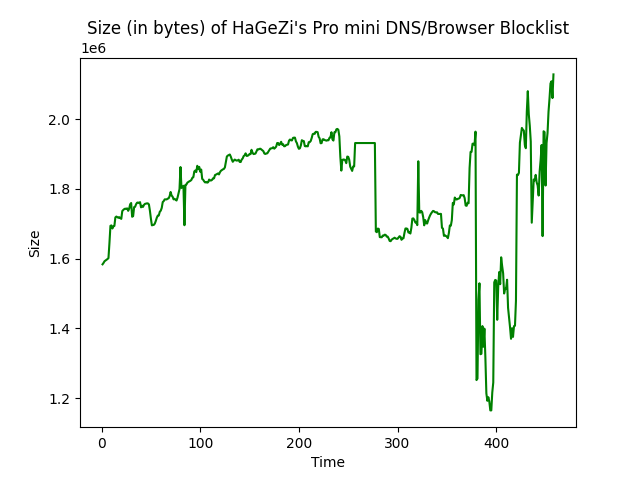 Size (in bytes) of HaGeZi's Pro mini DNS/Browser Blocklist
1e6
2.0
1.8
1.6
1.4
1.2
Size
0 100 200 300 400
Time